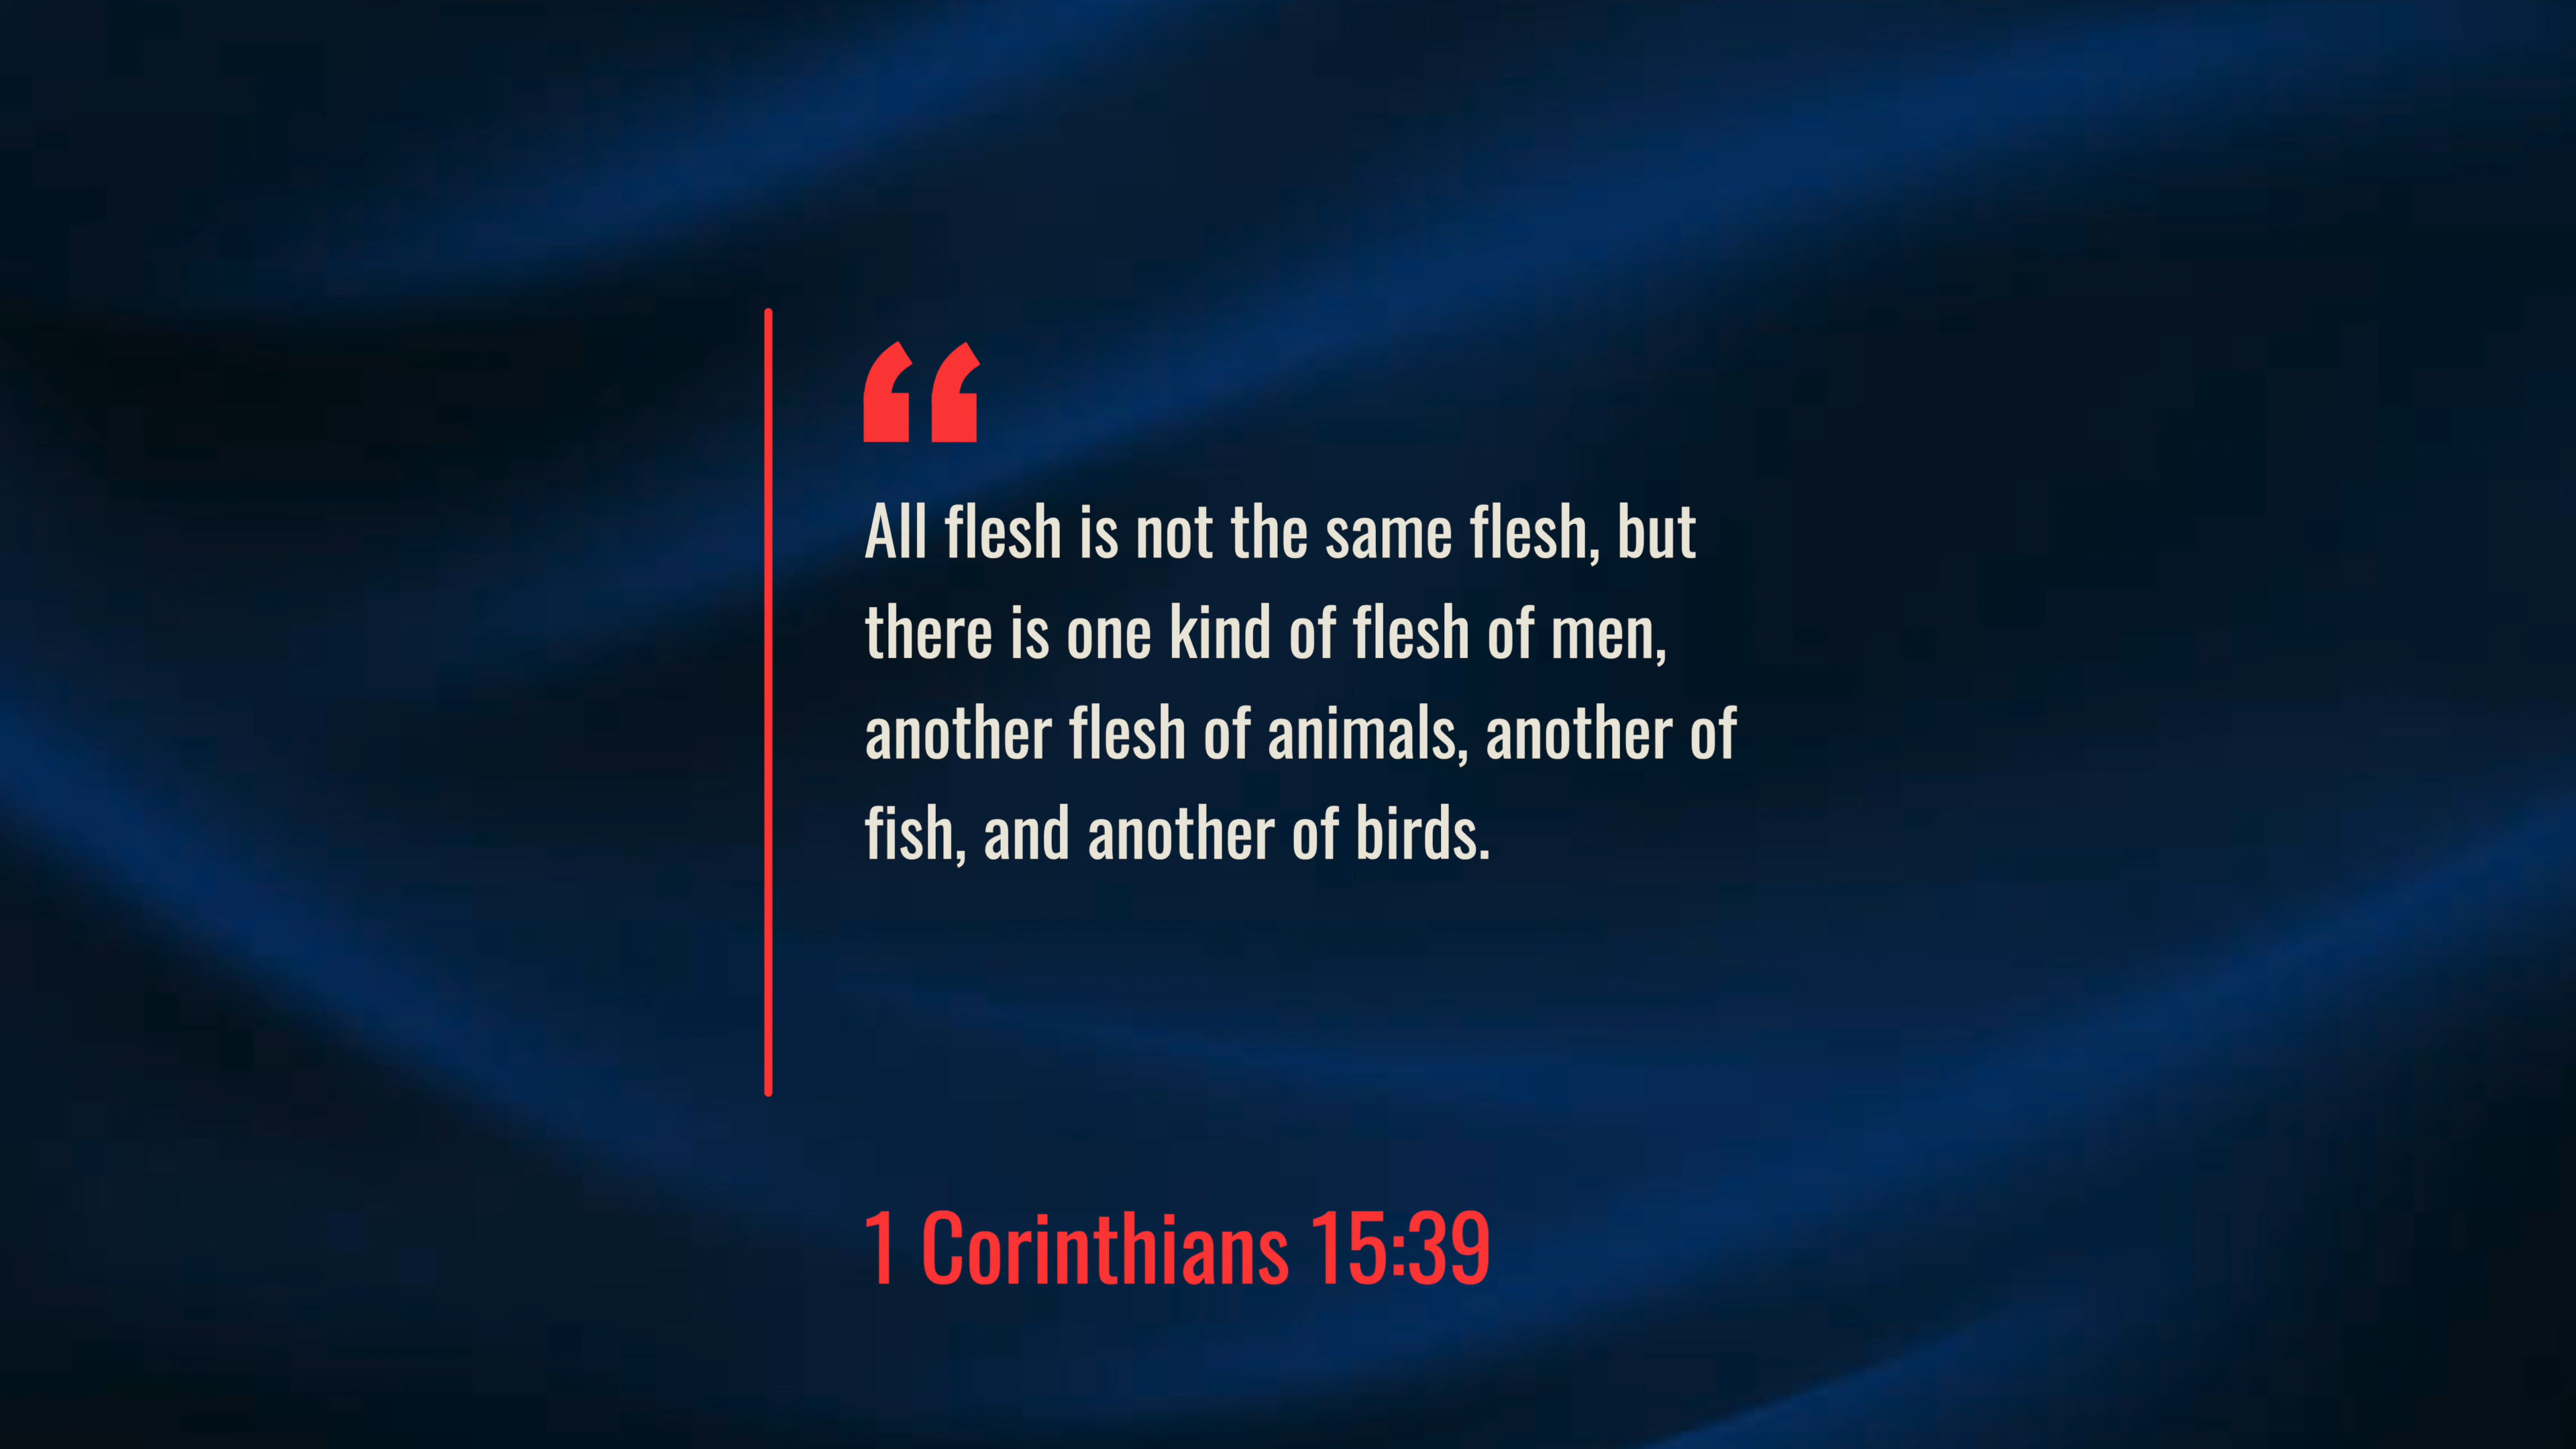 “
All flesh is not the same flesh, but
there is one kind of flesh of men,
another flesh of animals, another of
fish, and another of birds.
1 Corinthians 15:39